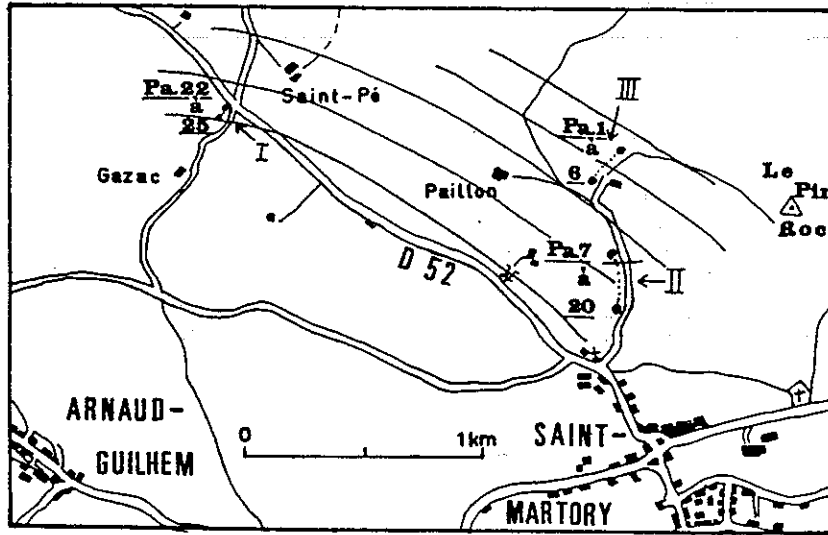 Pa.22
à
25
I
Saint-Pé
Gazac
Paillon
Pa.1
à
6
III
Le
Pin
Roc
Pa.7
à
20
II
D 52
ARNAUD-
GUILHEM
0
1km
SAINT-
MARTORY